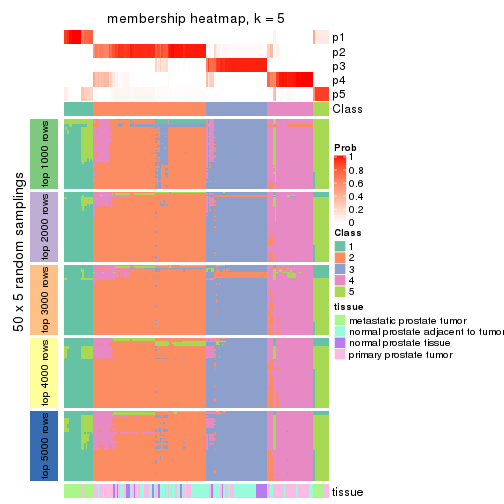 membership heatmap, k = 5
p1
p2
p3
p4
p5
Class
50 x 5 random samplings
top 1000 rows
top 2000 rows
top 3000 rows
top 4000 rows
top 5000 rows
Prob
1
0.8
0.6
0.4
0.2
0
Class
1
2
3
4
5
tissue
metastatic prostate tumor
normal prostate adjacent to tumor
normal prostate tissue
primary prostate tumor
tissue